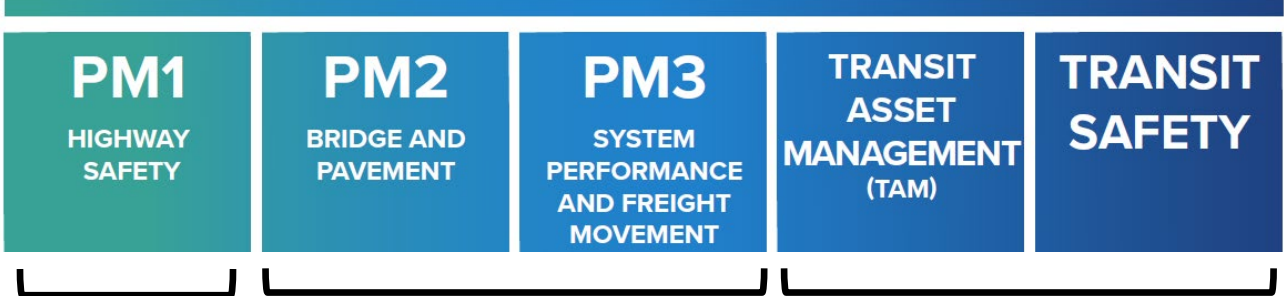 PM1
HIGHWAY
SAFETY
PM2
BRIDGE AND
PAVEMENT
PM3
SYSTEM
PERFORMANCE
AND FREIGHT
MOVEMENT
TRANSIT
ASSET
MANAGEMENT
(TAM)
TRANSIT
SAFETY